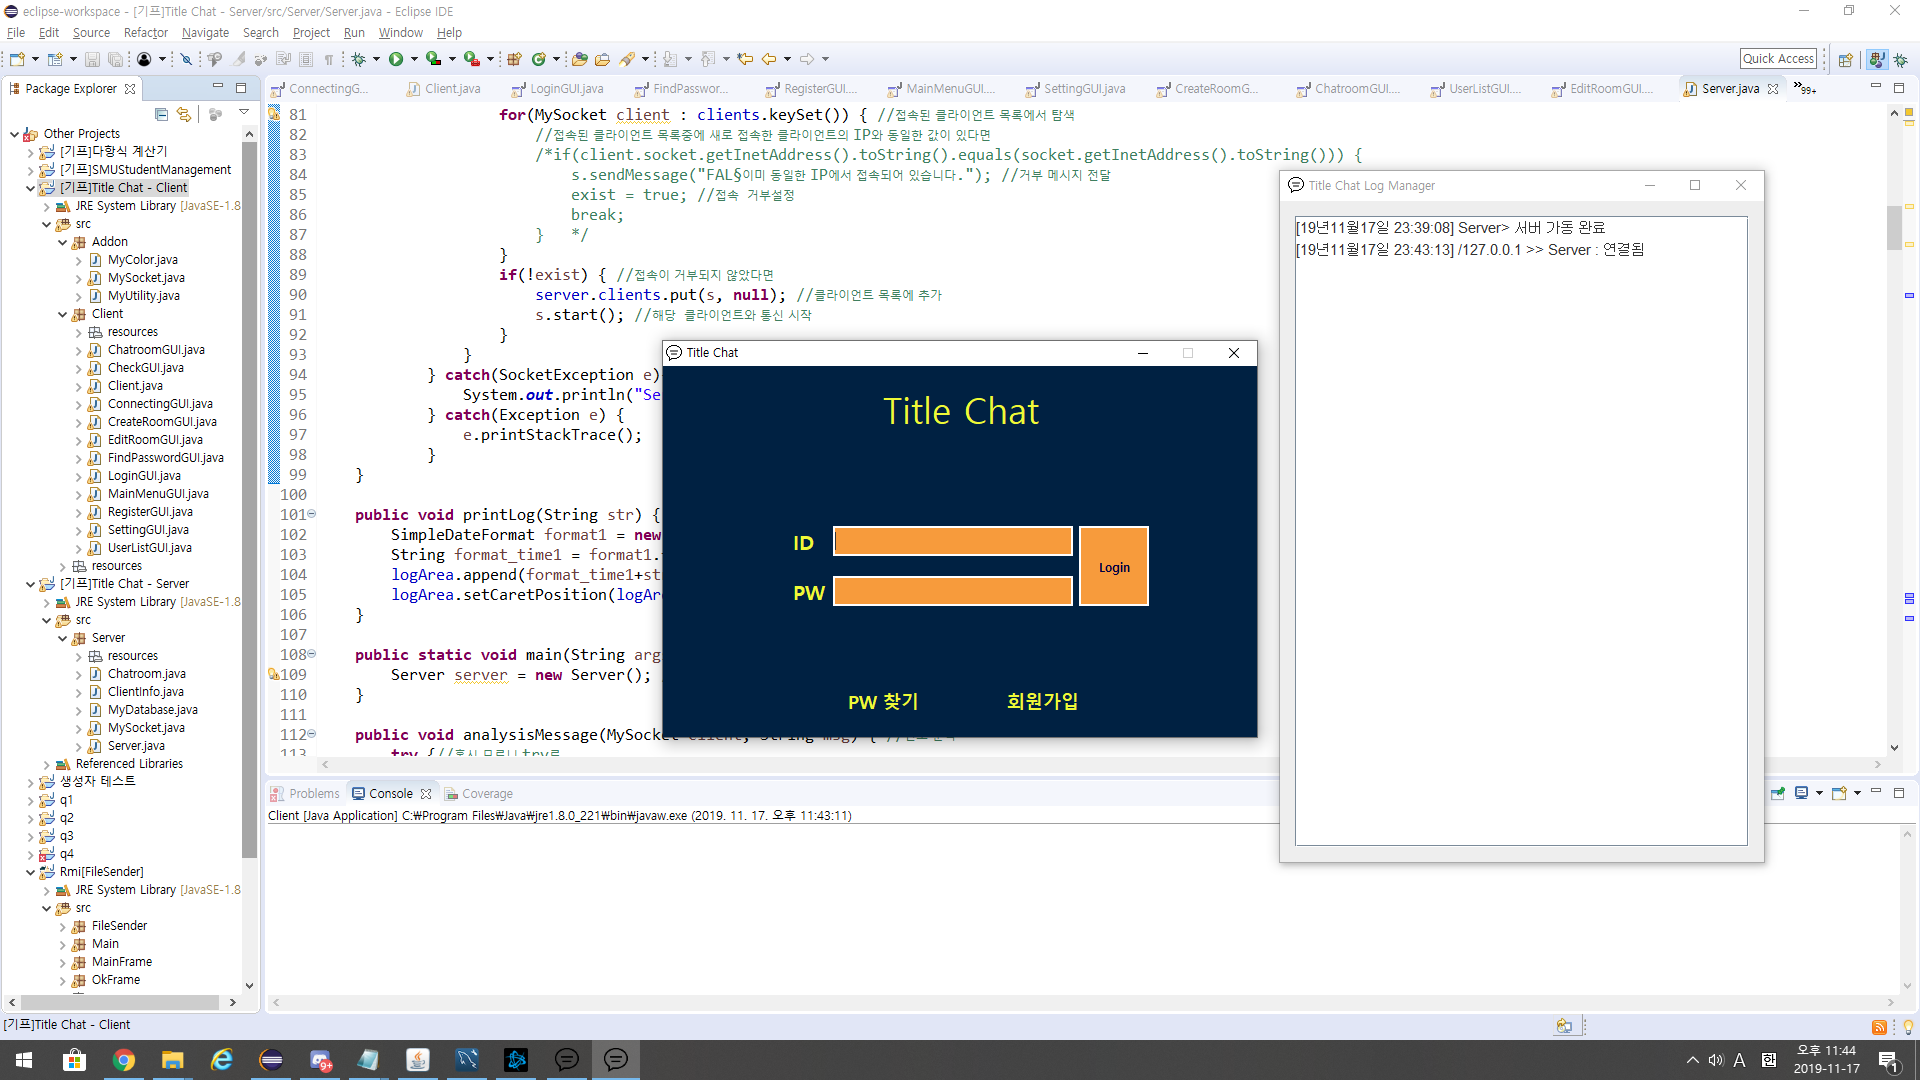 eclipse-workspace - [기프]Title Chat - Server/src/Server/Server.java - Eclipse IDE
File Edit Source Refactor Navigate Search Project Run Window Help
Quick Access
Package Explorer
ConnectingG... Client.java LoginGUI.java FindPasswor... RegisterGUI.... MainMenuGUI.... SettingGUI.java CreateRoomG... ChatroomGUI.... UserListGUI.... EditRoomGUI.... Server.java »99+
Other Projects
[기프]다항식 계산기
[기프]SMUStudentManagement
[기프]Title Chat - Client
JRE System Library [JavaSE-1.8
src
Addon
MyColor.java
MySocket.java
MyUtility.java
Client
resources
ChatroomGUI.java
CheckGUI.java
Client.java
ConnectingGUI.java
CreateRoomGUI.java
EditRoomGUI.java
FindPasswordGUI.java
LoginGUI.java
MainMenuGUI.java
RegisterGUI.java
SettingGUI.java
UserListGUI.java
resources
[기프]Title Chat - Server
JRE System Library [JavaSE-1.8
src
Server
resources
Chatroom.java
ClientInfo.java
MyDatabase.java
MySocket.java
Server.java
Referenced Libraries
생성자 테스트
q1
q2
q3
q4
Rmi[FileSender]
JRE System Library [JavaSE-1.8
src
FileSender
Main
MainFrame
OkFrame
81 for(MySocket client : clients.keySet()) { //접속된 클라이언트 목록에서 탐색
82 //접속된 클라이언트 목록중에 새로 접속한 클라이언트의 IP와 동일한 값이 있다면
83 /*if(client.socket.getInetAddress().toString().equals(socket.getInetAddress().toString())) {
84 s.sendMessage("FAL§이미 동일한 IP에서 접속되어 있습니다."); //거부 메시지 전달
85 exist = true; //접속 거부설정
86 break;
87 } */
88 }
89 if(!exist) { //접속이 거부되지 않았다면
90 server.clients.put(s, null); //클라이언트 목록에 추가
91 s.start(); //해당 클라이언트와 통신 시작
92 }
93 }
94 } catch(SocketException e)
95 System.out.println("Se
96 } catch(Exception e) {
97 e.printStackTrace();
98 }
99 }
100
101 public void printLog(String str) {
102 SimpleDateFormat format1 = new
103 String format_time1 = format1.
104 logArea.append(format_time1+st
105 logArea.setCaretPosition(logAr
106 }
107
108 public static void main(String arg
109 Server server = new Server();
110 }
111
112 public void analysisMessage(MySocket client, String msg) {
113 try {
Title Chat
Title Chat
ID
PW
Login
PW 찾기 회원가입
Title Chat Log Manager
[19년11월17일 23:39:08] Server> 서버 가동 완료
[19년11월17일 23:43:13] /127.0.0.1 >> Server : 연결됨
Problems Console Coverage
Client [Java Application] C:₩Program Files₩Java₩jre1.8.0_221₩bin₩javaw.exe (2019. 11. 17. 오후 11:43:11)
[기프]Title Chat - Client
9+
A 한
오후 11:44
2019-11-17
1